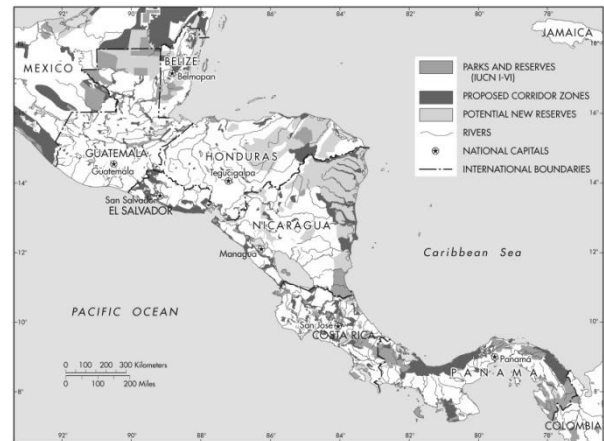 MEXICO
BELIZE
Belmopan
JAMAICA
PARKS AND RESERVES
(IUCN I-VI)
PROPOSED CORRIDOR ZONES
POTENTIAL NEW RESERVES
RIVERS
NATIONAL CAPITALS
INTERNATIONAL BOUNDARIES
GUATEMALA
Guatemala
HONDURAS
Tegucigalpa
San Salvador
EL SALVADOR
NICARAGUA
Managua
Caribbean Sea
PACIFIC OCEAN
San José
COSTA RICA
Panamá
PANAMA
COLOMBIA
0 100 200 300 Kilometers
0 100 200 Miles
18˚
16˚
14˚
12˚
10˚
8˚
92˚ 90˚ 88˚ 86˚ 84˚ 82˚ 80˚ 78˚